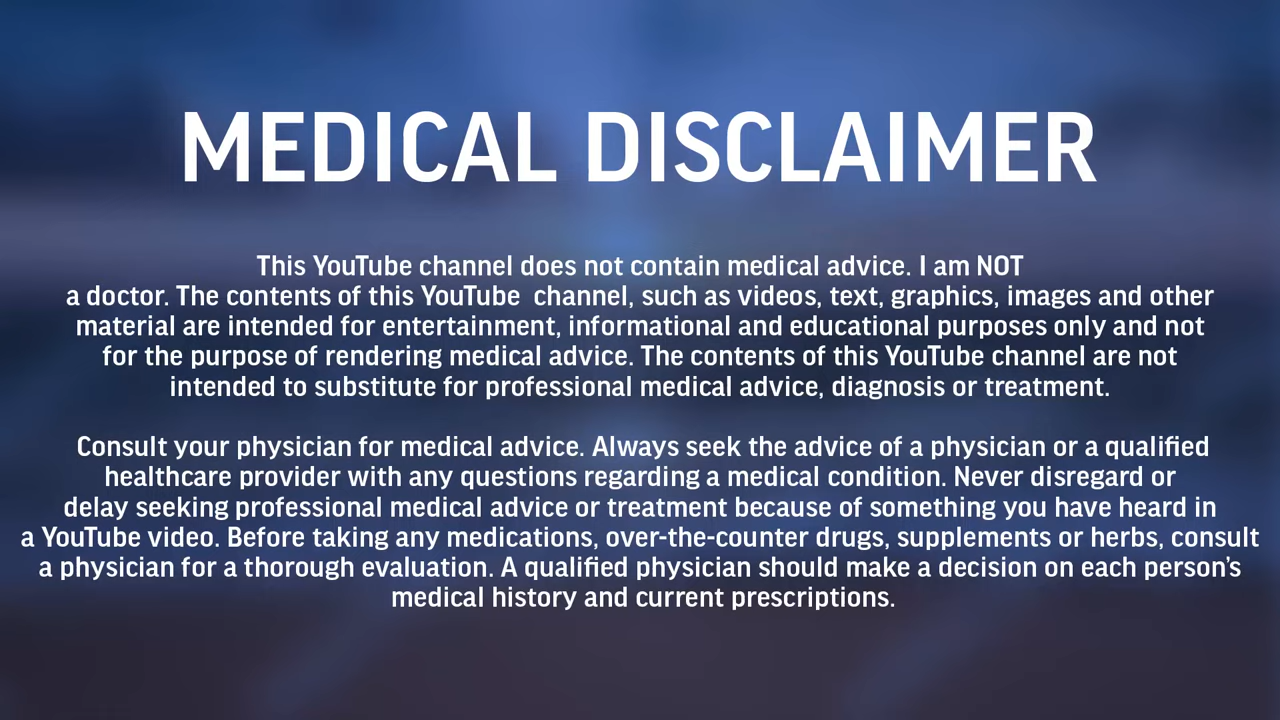 MEDICAL DISCLAIMER
This YouTube channel does not contain medical advice. I am NOT
a doctor. The contents of this YouTube  channel, such as videos, text, graphics, images and other
material are intended for entertainment, informational and educational purposes only and not
for the purpose of rendering medical advice. The contents of this YouTube channel are not
intended to substitute for professional medical advice, diagnosis or treatment.
Consult your physician for medical advice. Always seek the advice of a physician or a qualified
healthcare provider with any questions regarding a medical condition. Never disregard or
delay seeking professional medical advice or treatment because of something you have heard in
a YouTube video. Before taking any medications, over-the-counter drugs, supplements or herbs, consult
a physician for a thorough evaluation. A qualified physician should make a decision on each person’s
medical history and current prescriptions.